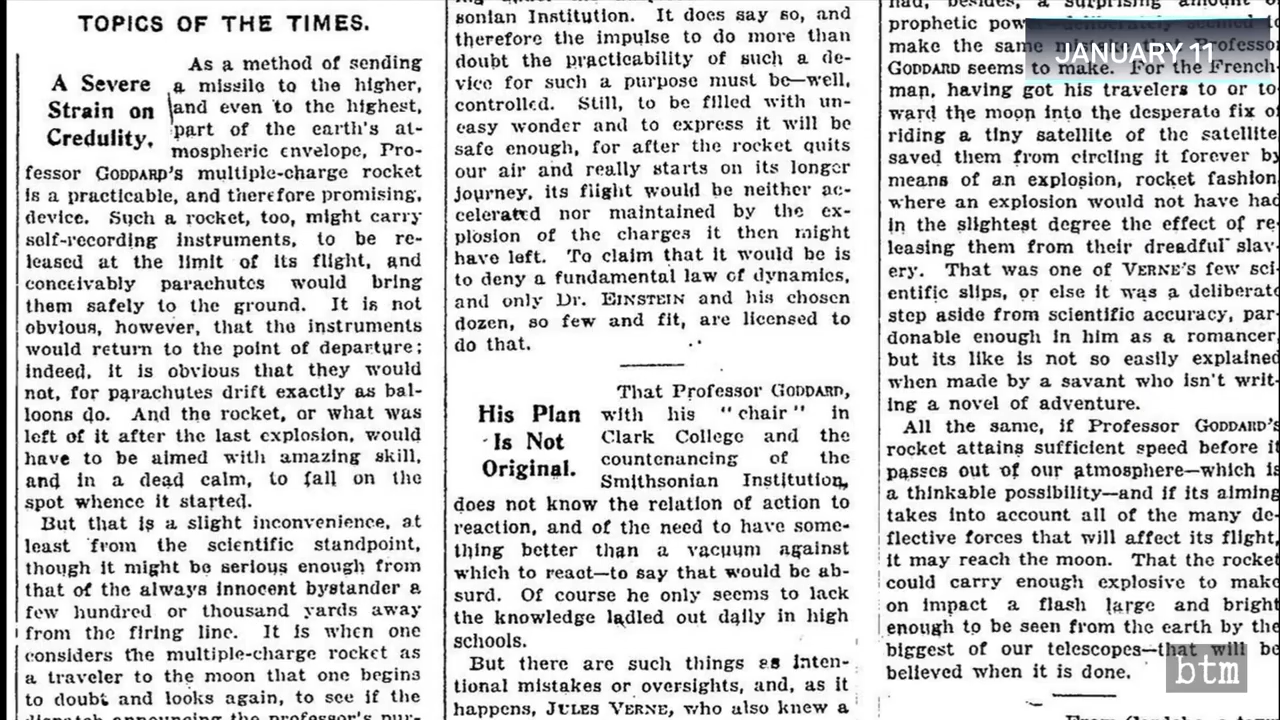 TOPICS OF THE TIMES.
A Severe
Strain on
Credulity.
As a method of sending
a missile to the higher,
and even to the highest,
part of the earth's at-
mospheric envelope, Pro-
fessor GODDARD'S multiple-charge rocket
is a practicable, and therefore promising,
device. Such a rocket, too, might carry
self-recording instruments, to be re-
leased at the limit of its flight, and
conceivably parachutes would bring
them safely to the ground. It is not
obvious, however, that the instruments
would return to the point of departure;
indeed, it is obvious that they would
not, for parachutes drift exactly as bal-
loons do. And the rocket, or what was
left of it after the last explosion, would
have to be aimed with amazing skill,
and in a dead calm, to fall on the
spot whence it started.
But that is a slight inconvenience, at
least from the scientific standpoint,
though it might be serious enough from
that of the always innocent bystander a
few hundred or thousand yards away
from the firing line. It is when one
considers the multiple-charge rocket as
a traveler to the moon that one begins
to doubt and looks again, to see if the
dispatch announcing the professor's pur-
sonian Institution. It does say so, and
therefore the impulse to do more than
doubt the practicability of such a de-
vice for such a purpose must be—well,
controlled. Still, to be filled with un-
easy wonder and to express it will be
safe enough, for after the rocket quits
our air and really starts on its longer
journey, its flight would be neither ac-
celerated nor maintained by the ex-
plosion of the charges it then might
have left. To claim that it would be is
to deny a fundamental law of dynamics,
and only Dr. EINSTEIN and his chosen
dozen, so few and fit, are licensed to
do that.
His Plan
Is Not
Original.
That Professor GODDARD,
with his "chair" in
Clark College and the
countenancing of the
Smithsonian Institution,
does not know the relation of action to
reaction, and of the need to have some-
thing better than a vacuum against
which to react—to say that would be ab-
surd. Of course he only seems to lack
the knowledge ladled out daily in high
schools.
But there are such things as inten-
tional mistakes or oversights, and, as it
happens, JULES VERNE, who also knew a
had, besides, a surprising amount of
prophetic power, deliberately seemed to
make the same mistake that Professor
GODDARD seems to make. For the French-
man, having got his travelers to or to-
ward the moon into the desperate fix of
riding a tiny satellite of the satellite
saved them from circling it forever by
means of an explosion, rocket fashion
where an explosion would not have had
in the slightest degree the effect of re-
leasing them from their dreadful slav-
ery. That was one of VERNE'S few sci-
entific slips, or else it was a deliberate
step aside from scientific accuracy, par-
donable enough in him as a romancer,
but its like is not so easily explained
when made by a savant who isn't writ-
ing a novel of adventure.
All the same, if Professor GODDARD'S
rocket attains sufficient speed before it
passes out of our atmosphere—which is
a thinkable possibility—and if its aiming
takes into account all of the many de-
flective forces that will affect its flight,
it may reach the moon. That the rocket
could carry enough explosive to make
on impact a flash large and bright
enough to be seen from the earth by the
biggest of our telescopes—that will be
believed when it is done.
JANUARY 11
btm